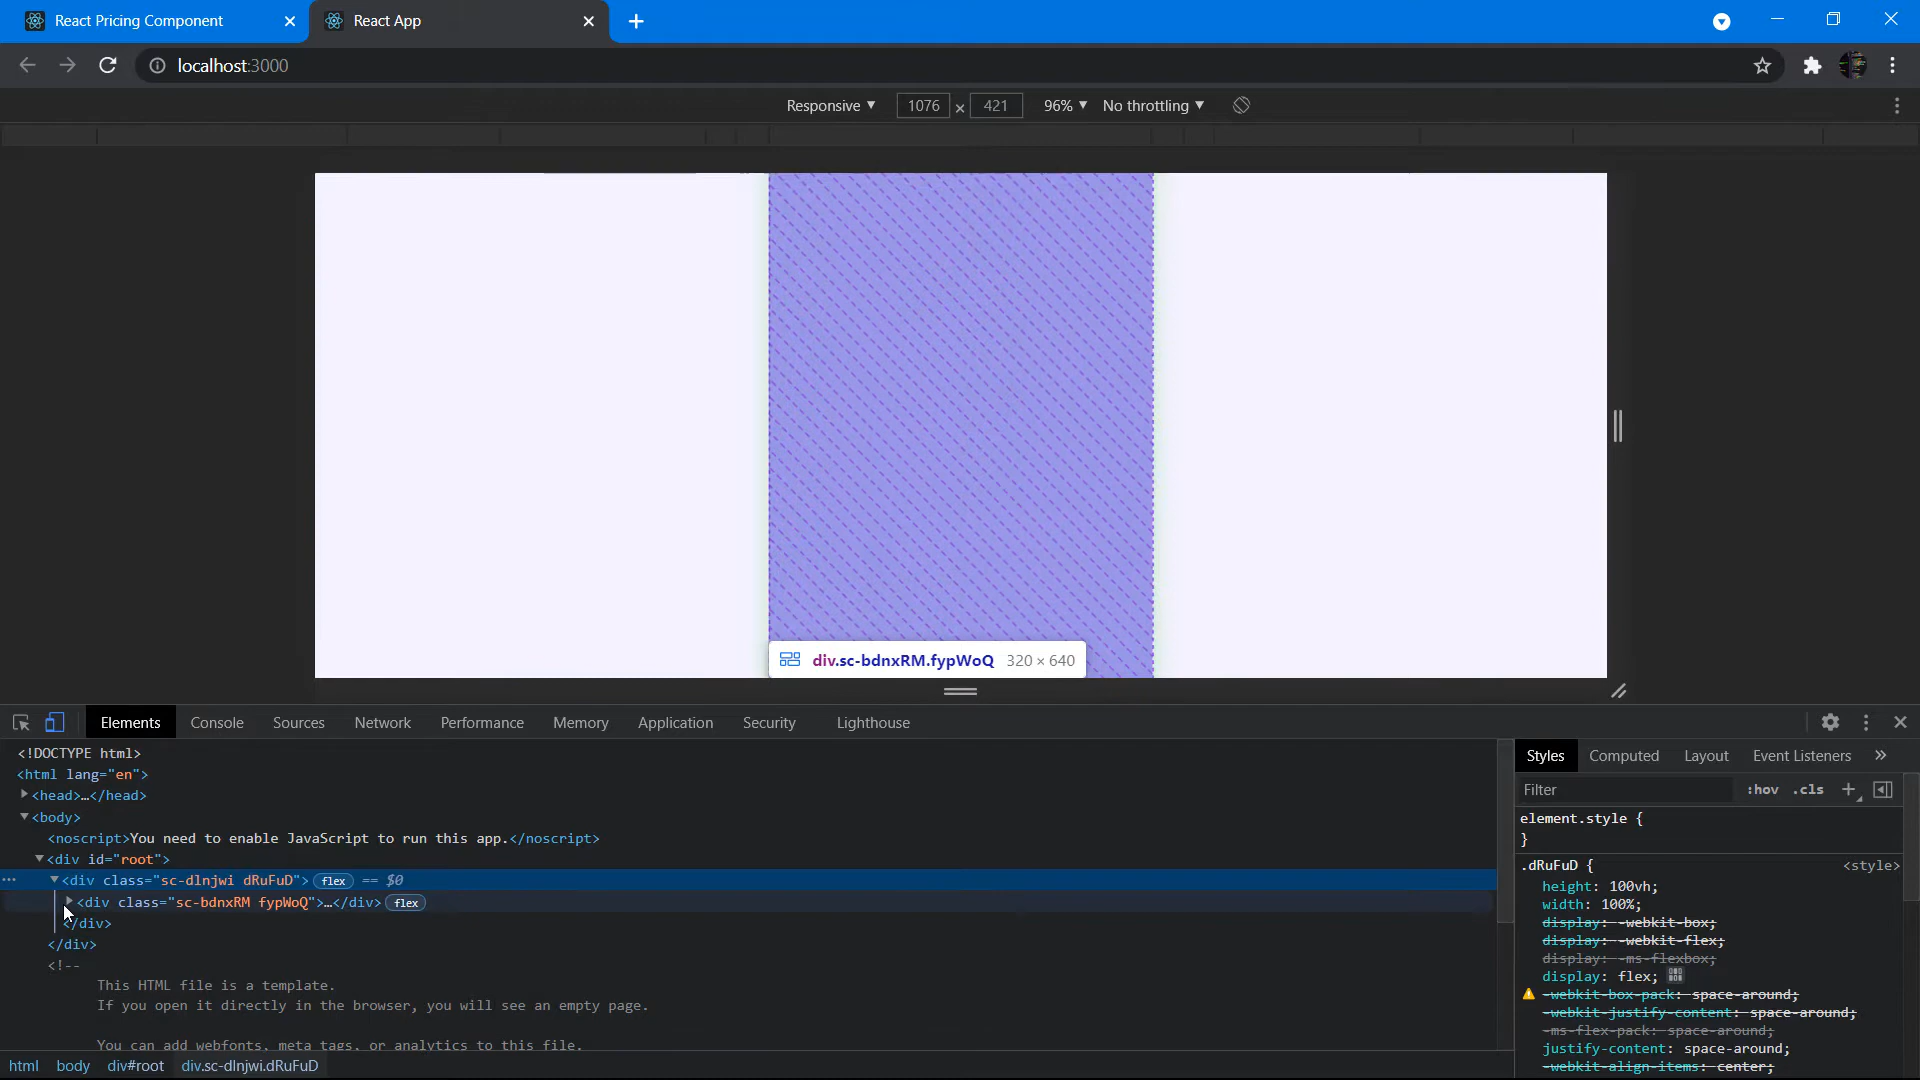 React Pricing Component
React App
localhost:3000
Responsive ▼ 1076 × 421 96% ▼ No throttling ▼
div.sc-bdnxRM.fypWoQ 320 × 640
Elements Console Sources Network Performance Memory Application Security Lighthouse
<!DOCTYPE html>
<html lang="en">
<head>…</head>
<body>
<noscript>You need to enable JavaScript to run this app.</noscript>
<div id="root">
<div class="sc-dlnjwi dRuFuD"> flex == $0
<div class="sc-bdnxRM fypWoQ">…</div> flex
</div>
</div>
<!--
This HTML file is a template.
If you open it directly in the browser, you will see an empty page.
You can add webfonts, meta tags, or analytics to this file.
html body div#root div.sc-dlnjwi.dRuFuD
Styles Computed Layout Event Listeners »
Filter :hov .cls +
element.style {
}
.dRuFuD { <style>
height: 100vh;
width: 100%;
display: -webkit-box;
display: -webkit-flex;
display: -ms-flexbox;
display: flex;
-webkit-box-pack: space-around;
-webkit-justify-content: space-around;
-ms-flex-pack: space-around;
justify-content: space-around;
-webkit-align-items: center;